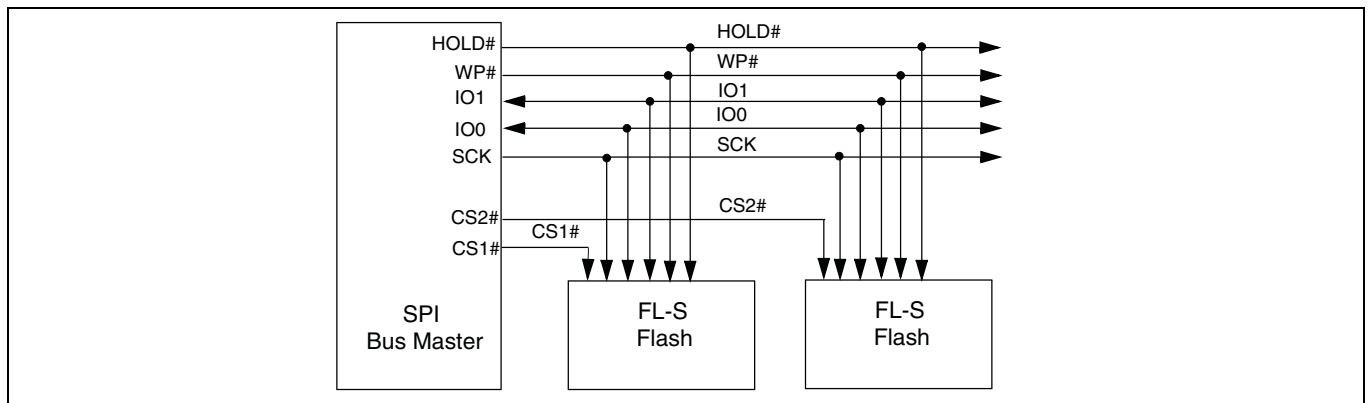 HOLD#
HOLD#
WP#
WP#
IO1
IO1
IO0
IO0
SCK
SCK
CS2#
CS2#
CS1#
CS1#
SPI
Bus Master
FL-S
Flash
FL-S
Flash